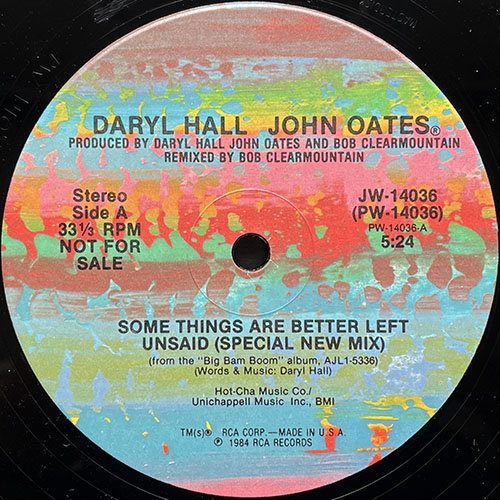 DARYL HALL JOHN OATES®
PRODUCED BY DARYL HALL JOHN OATES AND BOB CLEARMOUNTAIN
REMIXED BY BOB CLEARMOUNTAIN
Stereo
Side A
33⅓ RPM
NOT FOR
SALE
JW-14036
(PW-14036)
PW-14036-A
5:24
SOME THINGS ARE BETTER LEFT
UNSAID (SPECIAL NEW MIX)
(from the "Big Bam Boom" album, AJL1-5336)
(Words & Music: Daryl Hall)
Hot-Cha Music Co./
Unichappell Music Inc., BMI
TM(s)® RCA CORP.—MADE IN U.S.A.
℗ 1984 RCA RECORDS